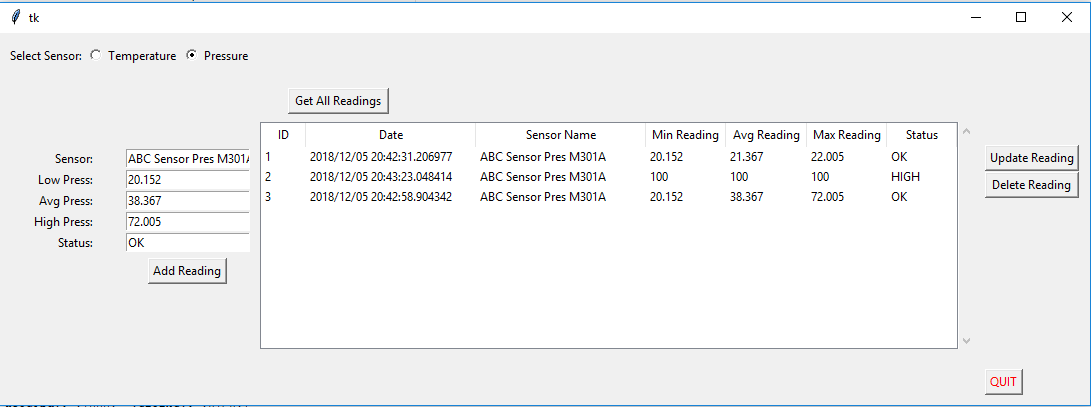 tk
Select Sensor: Temperature Pressure
Get All Readings
ID Date Sensor Name Min Reading Avg Reading Max Reading Status
1 2018/12/05 20:42:31.206977 ABC Sensor Pres M301A 20.152 21.367 22.005 OK
2 2018/12/05 20:43:23.048414 ABC Sensor Pres M301A 100 100 100 HIGH
3 2018/12/05 20:42:58.904342 ABC Sensor Pres M301A 20.152 38.367 72.005 OK
Sensor: ABC Sensor Pres M301A
Low Press: 20.152
Avg Press: 38.367
High Press: 72.005
Status: OK
Add Reading
Update Reading
Delete Reading
QUIT